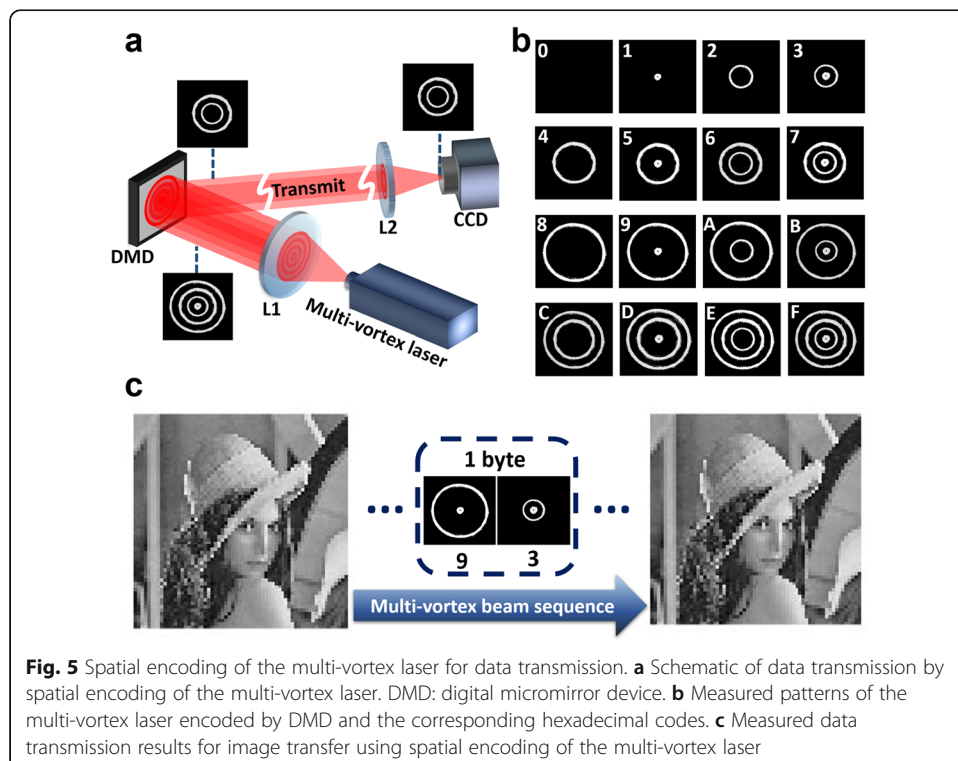 a
Transmit
DMD
L1
L2
CCD
Multi-vortex laser
b
0 1 2 3
4 5 6 7
8 9 A B
C D E F
c
1 byte
... ...
9 3
Multi-vortex beam sequence
Fig. 5 Spatial encoding of the multi-vortex laser for data transmission. a Schematic of data transmission by
spatial encoding of the multi-vortex laser. DMD: digital micromirror device. b Measured patterns of the
multi-vortex laser encoded by DMD and the corresponding hexadecimal codes. c Measured data
transmission results for image transfer using spatial encoding of the multi-vortex laser